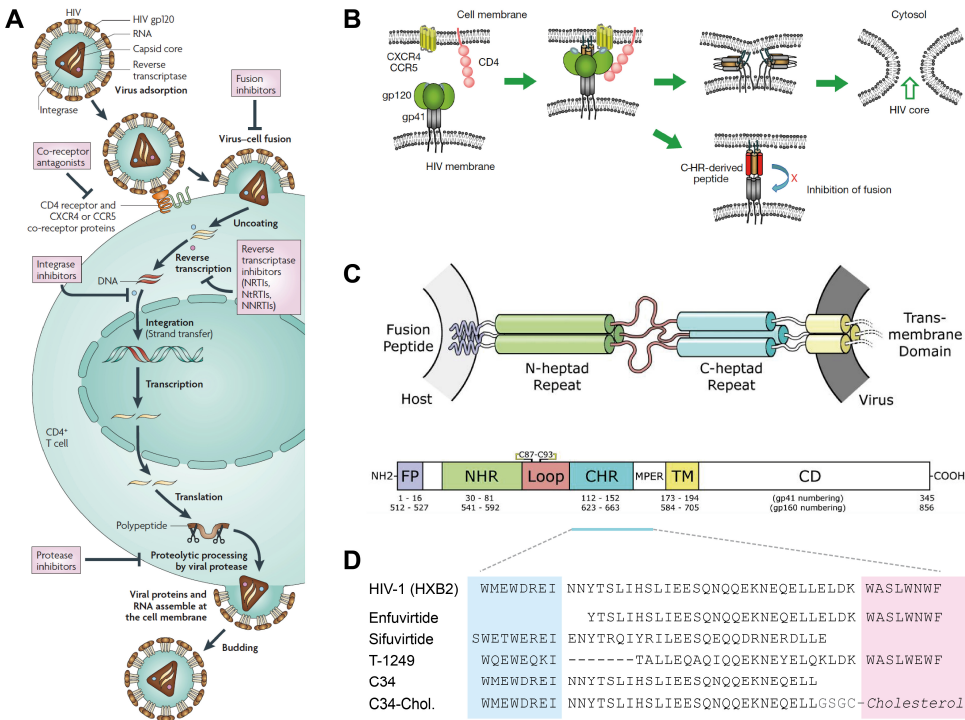 A
HIV
HIV gp120
RNA
Capsid core
Reverse
transcriptase
Virus adsorption
Integrase
Fusion
inhibitors
Virus–cell fusion
Co-receptor
antagonists
CD4 receptor and
CXCR4 or CCR5
co-receptor proteins
Uncoating
Reverse
transcription
Reverse
transcriptase
inhibitors
(NRTIs,
NtRTIs,
NNRTIs)
Integrase
inhibitors
DNA
Integration
(Strand transfer)
Transcription
CD4+
T cell
Translation
Polypeptide
Proteolytic processing
by viral protease
Protease
inhibitors
Viral proteins and
RNA assemble at
the cell membrane
Budding
B
Cell membrane
CXCR4
CCR5
CD4
gp120
gp41
HIV membrane
Cytosol
HIV core
C-HR-derived
peptide
X
Inhibition of fusion
C
Fusion
Peptide
Host
N-heptad
Repeat
C-heptad
Repeat
Trans-
membrane
Domain
Virus
C87-C93
NH2- FP NHR Loop CHR MPER TM CD -COOH
1 - 16 30 - 81 112 - 152 173 - 194 (gp41 numbering) 345
512 - 527 541 - 592 623 - 663 584 - 705 (gp160 numbering) 856
D
HIV-1 (HXB2) WMEWDREI NNYTSLIHSLIEESQNQQEKNEQELLELDK WASLWNWF
Enfuvirtide YTSLIHSLIEESQNQQEKNEQELLELDK WASLWNWF
Sifuvirtide SWETWEREI ENYTRQIYRILEESQEQQDRNERDLLE
T-1249 WQEWEQKI -------TALLEQAQIQQEKNEYELQKLDK WASLWEWF
C34 WMEWDREI NNYTSLIHSLIEESQNQQEKNEQELL
C34-Chol. WMEWDREI NNYTSLIHSLIEESQNQQEKNEQELLGSGC-Cholesterol